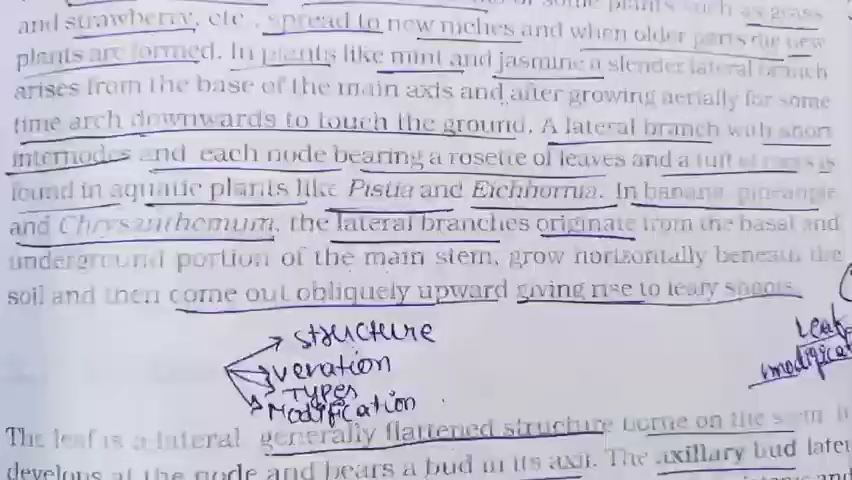 some plants such as grass
and strawberry, etc., spread to new niches and when older parts die new
plants are formed. In plants like mint and jasmine a slender lateral branch
arises from the base of the main axis and after growing aerially for some
time arch downwards to touch the ground. A lateral branch with short
internodes and each node bearing a rosette of leaves and a tuft of roots is
found in aquatic plants like Pistia and Eichhornia. In banana, pineapple
and Chrysanthemum, the lateral branches originate from the basal and
underground portion of the main stem, grow horizontally beneath the
soil and then come out obliquely upward giving rise to leafy shoots.
structure
veration
Types
Modification
Leaf
modificat
The leaf is a lateral, generally flattened structure borne on the stem. It
develops at the node and bears a bud in its axil. The axillary bud later